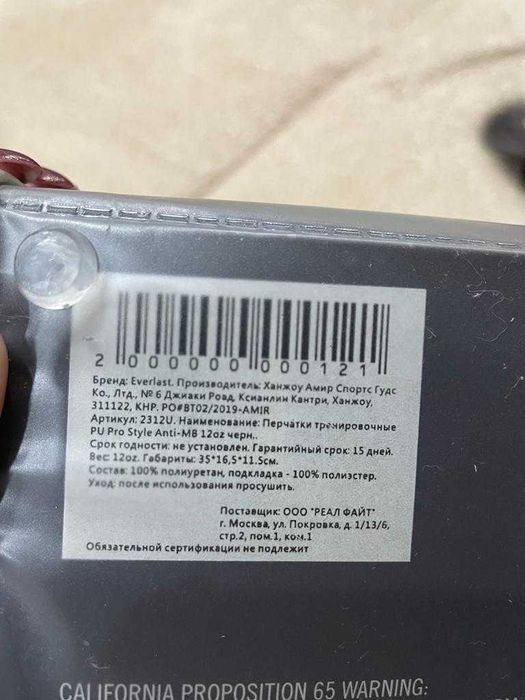 2 000000 000121
Бренд: Everlast. Производитель: Ханжоу Амир Спортс Гудс
Ко., Лтд., № 6 Джиаки Роад, Ксианлин Кантри, Ханжоу,
311122, КНР. PO#BT02/2019-AMIR
Артикул: 2312U. Наименование: Перчатки тренировочные
PU Pro Style Anti-MB 12oz черн..
Срок годности: не установлен. Гарантийный срок: 15 дней.
Вес: 12oz. Габариты: 35*16,5*11.5см.
Состав: 100% полиуретан, подкладка - 100% полиэстер.
Уход: после использования просушить.
Поставщик: ООО "РЕАЛ ФАЙТ"
г. Москва, ул. Покровка, д. 1/13/6,
стр.2, пом.1, ком.1
Обязательной сертификации не подлежит
CALIFORNIA PROPOSITION 65 WARNING: